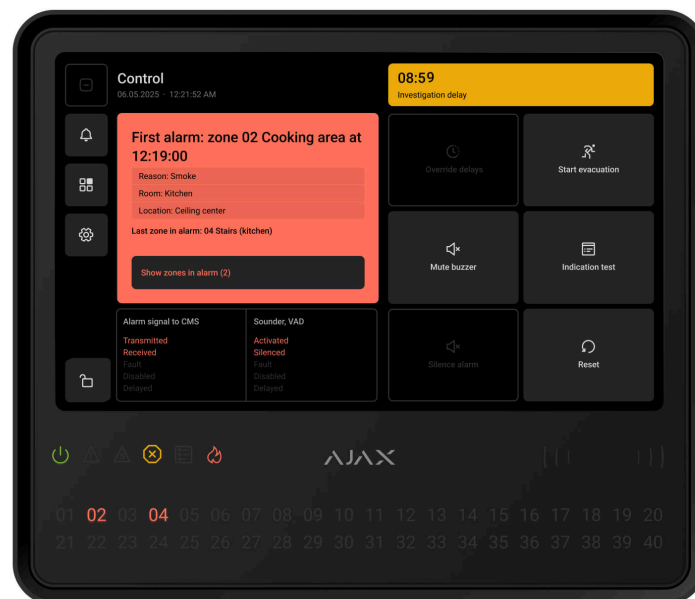 Control
06.05.2025 · 12:21:52 AM
08:59
Investigation delay
First alarm: zone 02 Cooking area at
12:19:00
Reason: Smoke
Room: Kitchen
Location: Ceiling center
Last zone in alarm: 04 Stairs (kitchen)
Show zones in alarm (2)
Override delays
Start evacuation
Mute buzzer
Indication test
Silence alarm
Reset
Alarm signal to CMS
Transmitted
Received
Fault
Disabled
Delayed
Sounder, VAD
Activated
Silenced
Fault
Disabled
Delayed
AJAX
01 02 03 04 05 06 07 08 09 10 11 12 13 14 15 16 17 18 19 20
21 22 23 24 25 26 27 28 29 30 31 32 33 34 35 36 37 38 39 40